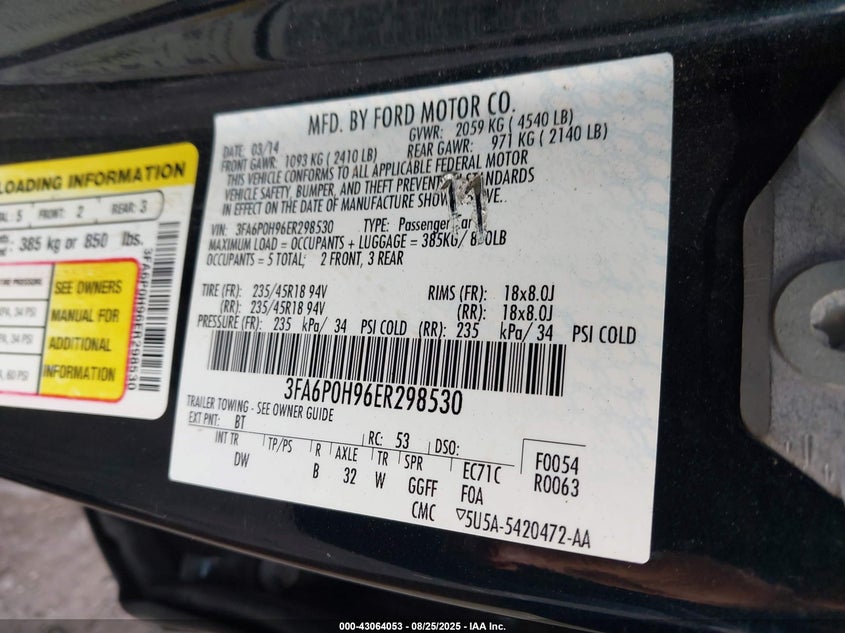 MFD. BY FORD MOTOR CO.
DATE: 03/14 GVWR: 2059 KG ( 4540 LB)
FRONT GAWR: 1093 KG ( 2410 LB) REAR GAWR: 971 KG ( 2140 LB)
THIS VEHICLE CONFORMS TO ALL APPLICABLE FEDERAL MOTOR
VEHICLE SAFETY, BUMPER, AND THEFT STANDARDS
IN EFFECT ON THE DATE OF MANUFACTURE
VIN: 3FA6P0H96ER298530 TYPE: Passenger
MAXIMUM LOAD = OCCUPANTS + LUGGAGE = 385KG/
OCCUPANTS = 5 TOTAL; 2 FRONT, 3 REAR
TIRE (FR): 235/45R18 94V RIMS (FR): 18x8.0J
(RR): 235/45R18 94V (RR): 18x8.0J
PRESSURE (FR): 235 kPa/ 34 PSI COLD (RR): 235 kPa/ 34 PSI COLD
3FA6P0H96ER298530
TRAILER TOWING - SEE OWNER GUIDE
EXT PNT: BT RC: 53 DSO:
INT TR TP/PS R AXLE TR SPR EC71C F0054
DW B 32 W GGFF F0A R0063
CMC 5U5A-5420472-AA
LOADING INFORMATION
5 FRONT: 2 REAR: 3
385 kg or 850 lbs.
3FA6P0H96ER298530
SEE OWNERS
MANUAL FOR
ADDITIONAL
INFORMATION
34 PSI
34 PSI
60 PSI
000-43064053 - 08/25/2025 - IAA Inc.